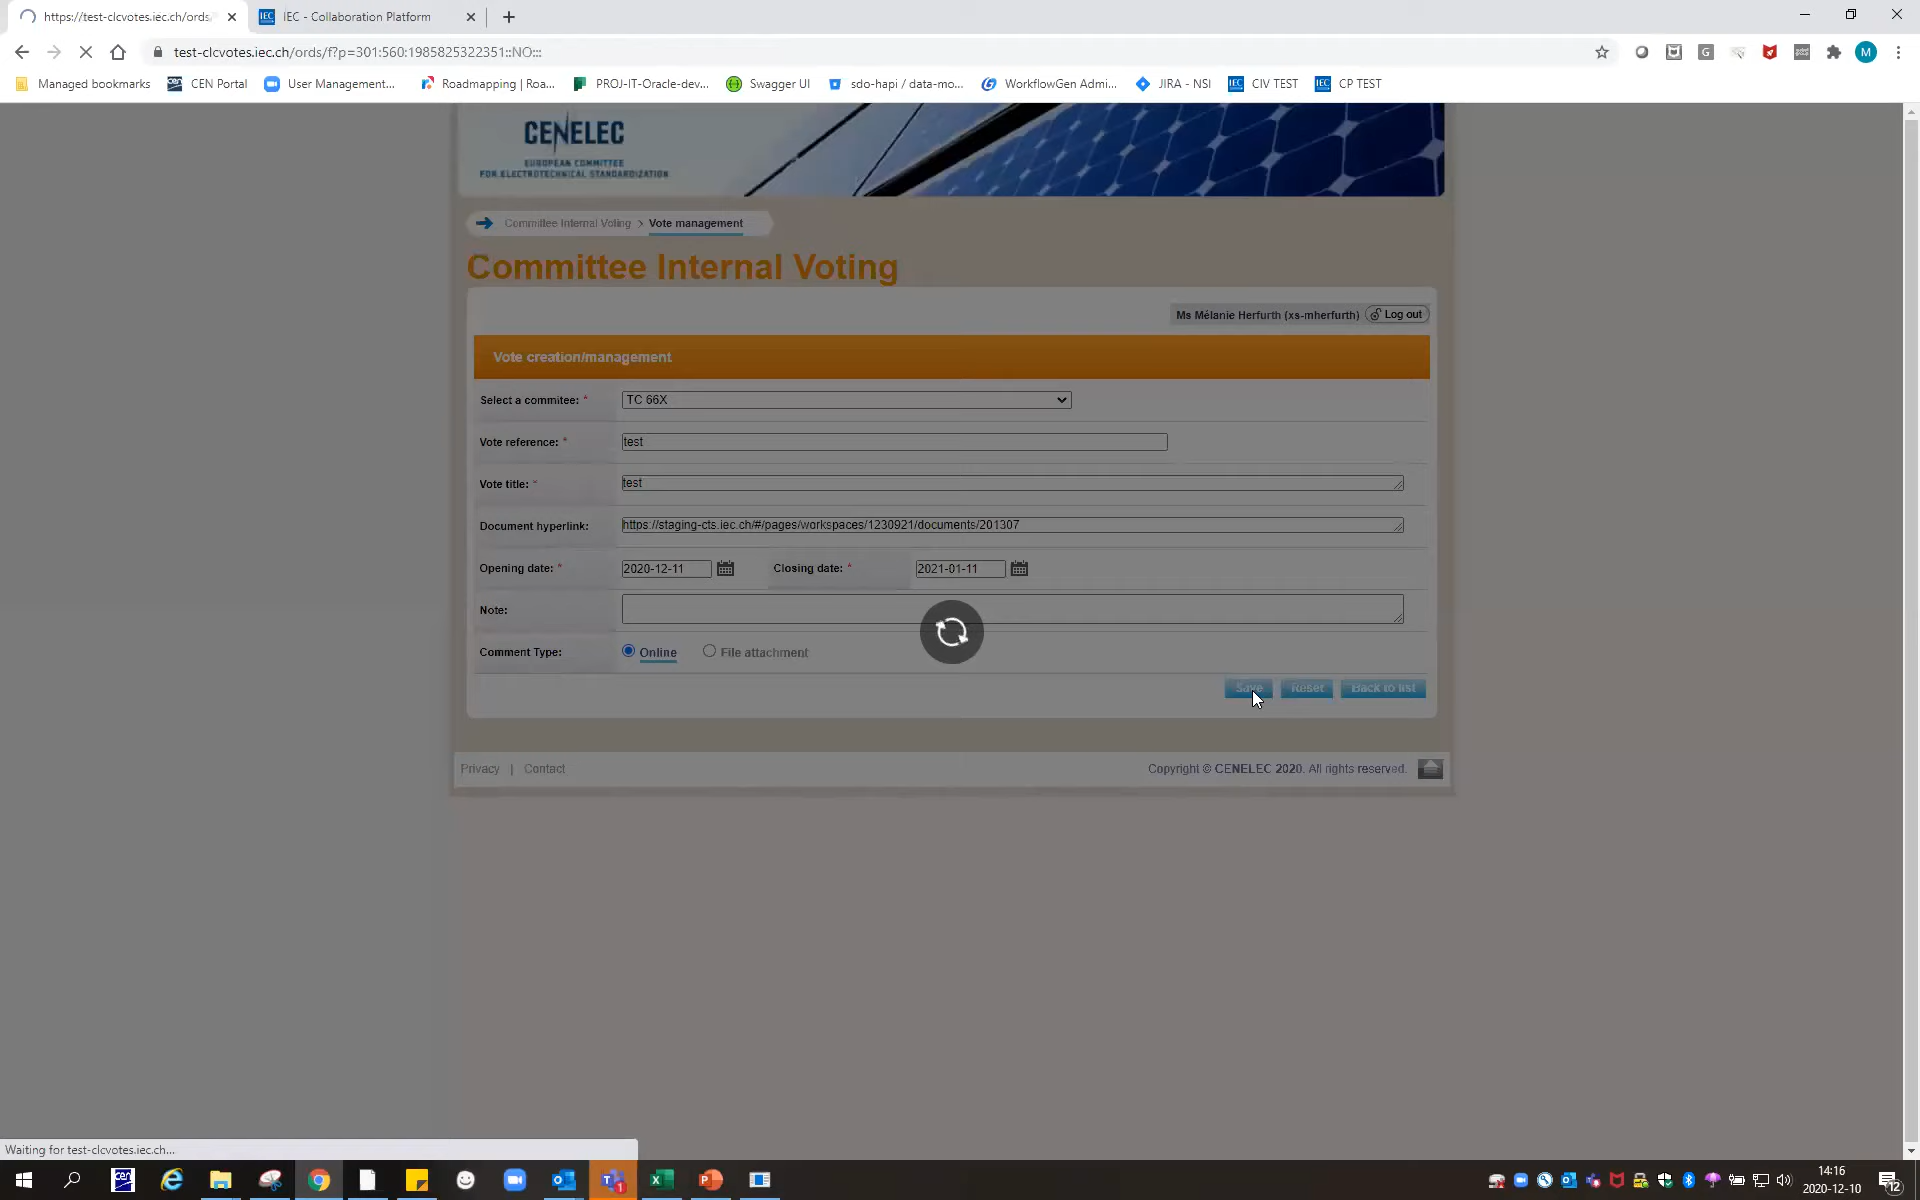 https://test-clcvotes.iec.ch/ords/
IEC - Collaboration Platform
test-clcvotes.iec.ch/ords/f?p=301:560:1985825322351::NO:::
Managed bookmarks
CEN Portal
User Management...
Roadmapping | Roa...
PROJ-IT-Oracle-dev...
Swagger UI
sdo-hapi / data-mo...
WorkflowGen Admi...
JIRA - NSI
CIV TEST
CP TEST
CENELEC
EUROPEAN COMMITTEE
FOR ELECTROTECHNICAL STANDARDIZATION
Committee Internal Voting > Vote management
Committee Internal Voting
Ms Mélanie Herfurth (xs-mherfurth) Log out
Vote creation/management
Select a commitee: * TC 66X
Vote reference: * test
Vote title: * test
Document hyperlink: https://staging-cts.iec.ch/#/pages/workspaces/1230921/documents/201307
Opening date: * 2020-12-11 Closing date: * 2021-01-11
Note:
Comment Type: Online File attachment
Save Reset Back to list
Privacy | Contact
Copyright © CENELEC 2020. All rights reserved.
Waiting for test-clcvotes.iec.ch...
14:16
2020-12-10